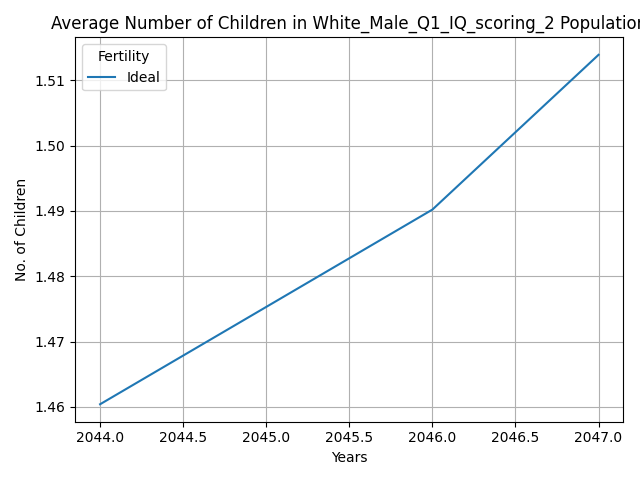 Average Number of Children in White_Male_Q1_IQ_scoring_2 Population
Fertility
Ideal
1.51
1.50
1.49
1.48
1.47
1.46
No. of Children
2044.0 2044.5 2045.0 2045.5 2046.0 2046.5 2047.0
Years